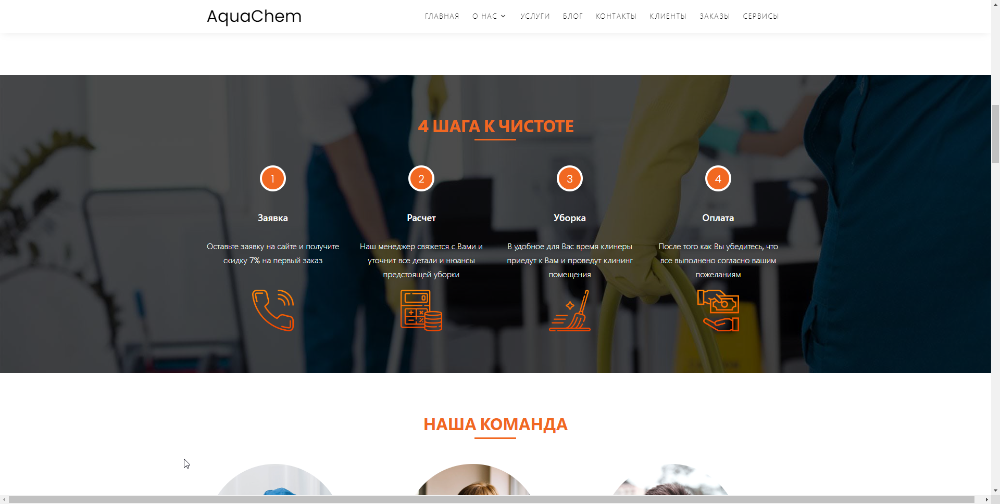 AquaChem
ГЛАВНАЯ О НАС УСЛУГИ БЛОГ КОНТАКТЫ КЛИЕНТЫ ЗАКАЗЫ СЕРВИСЫ
4 ШАГА К ЧИСТОТЕ
1
Заявка
Оставьте заявку на сайте и получите
скидку 7% на первый заказ
2
Расчет
Наш менеджер свяжется с Вами и
уточнит все детали и нюансы
предстоящей уборки
3
Уборка
В удобное для Вас время клинеры
приедут к Вам и проведут клининг
помещения
4
Оплата
После того как Вы убедитесь, что
все выполнено согласно вашим
пожеланиям
НАША КОМАНДА